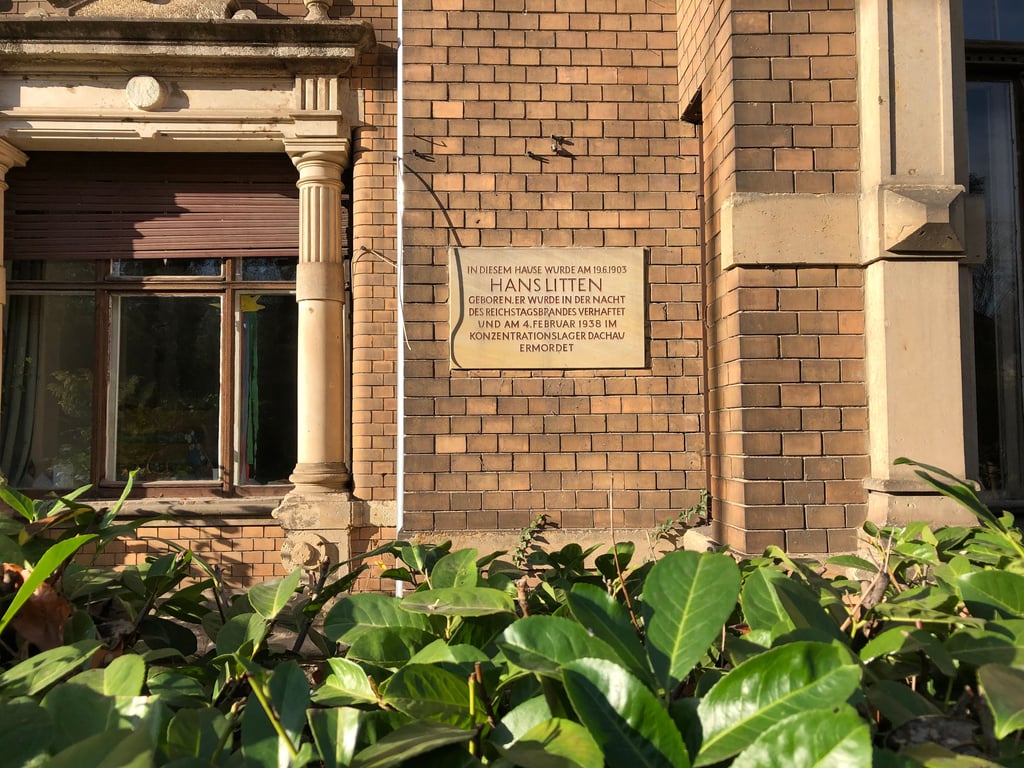 IN DIESEM HAUSE WURDE AM 19.6.1903
HANS LITTEN
GEBOREN.ER WURDE IN DER NACHT
DES REICHSTAGSBRANDES VERHAFTET
UND AM 4.FEBRUAR 1938 IM
KONZENTRATIONSLAGER DACHAU
ERMORDET